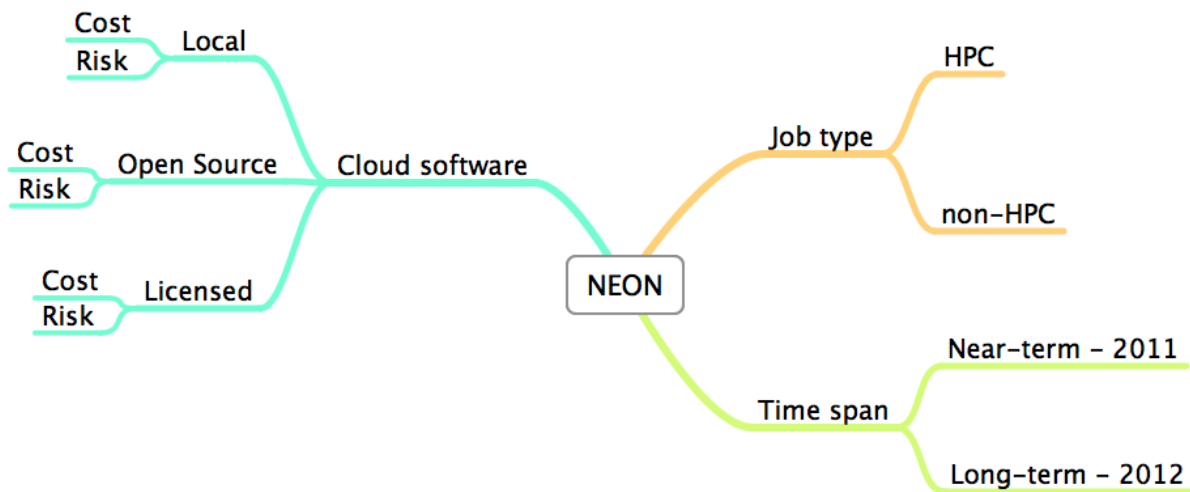 Cost
Risk
Local
Cost
Risk
Open Source
Cost
Risk
Licensed
Cloud software
NEON
Job type
HPC
non-HPC
Time span
Near-term – 2011
Long-term – 2012